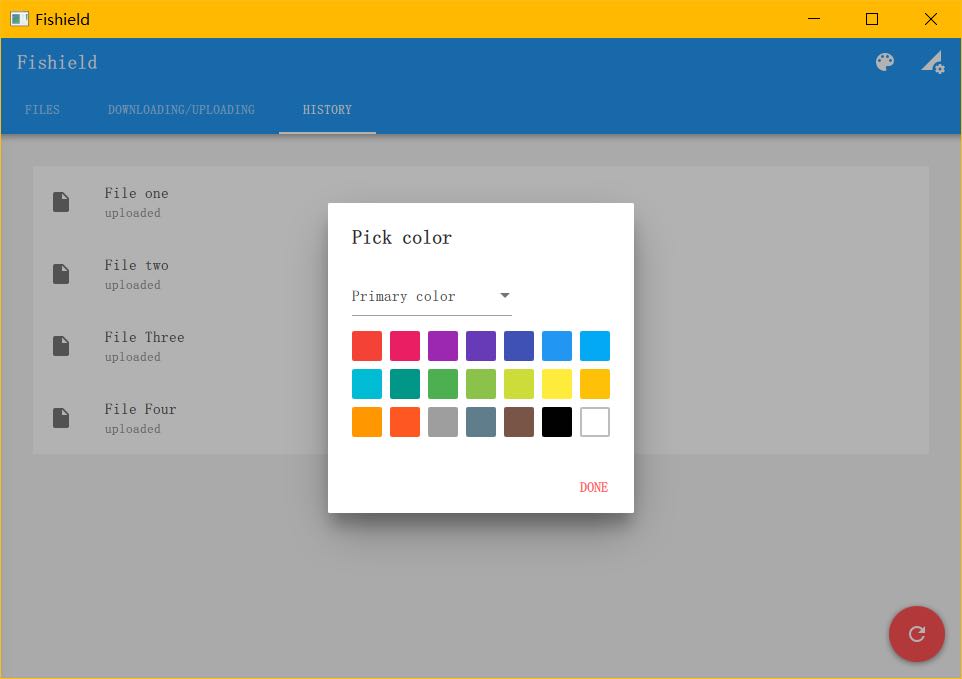 Fishield
Fishield
FILES DOWNLOADING/UPLOADING HISTORY
File one
uploaded
File two
uploaded
File Three
uploaded
File Four
uploaded
Pick color
Primary color
DONE